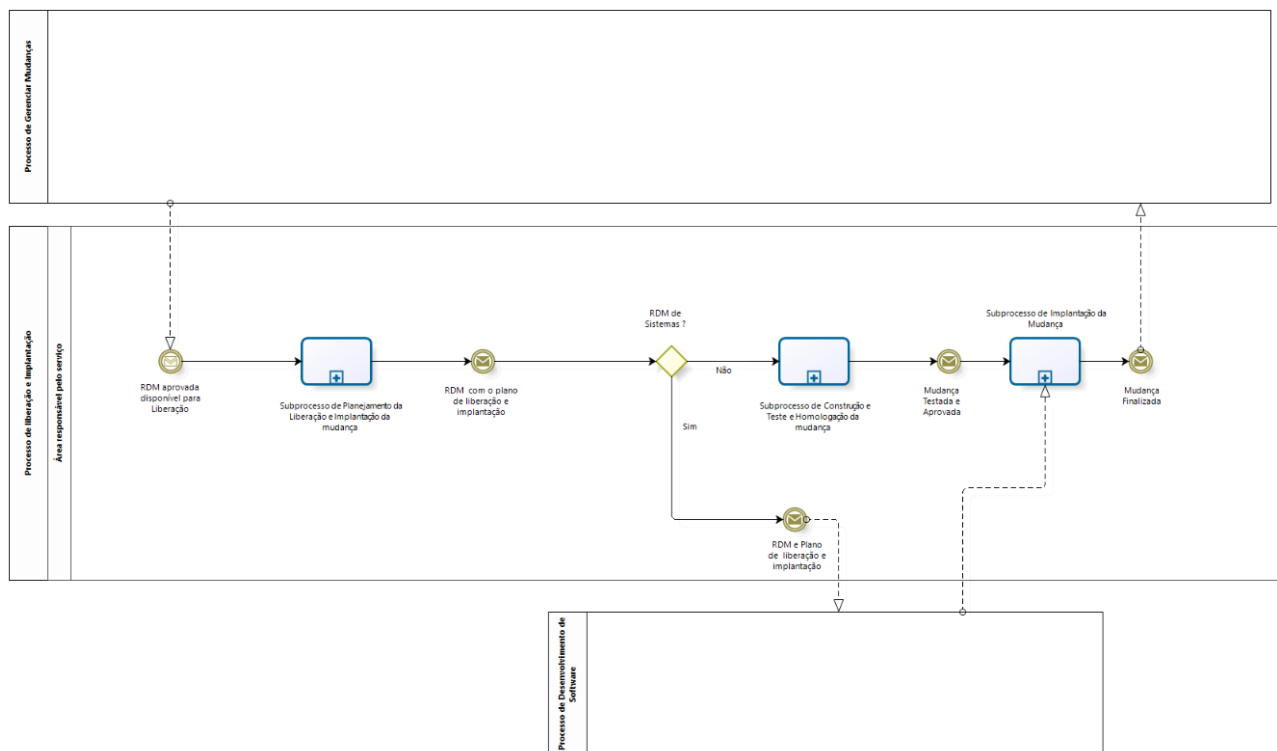 Processo de Gerenciar Mudanças
Processo de liberação e Implantação
Área responsável pelo serviço
RDM aprovada
disponível para
Liberação
Subprocesso de Planejamento da
Liberação e Implantação da
mudança
RDM com o plano
de liberação e
implantação
RDM de
Sistemas ?
Não
Sim
Subprocesso de Construção e
Teste e Homologação da
mudança
Mudança
Testada e
Aprovada
Subprocesso de Implantação da
Mudança
Mudança
Finalizada
RDM e Plano
de liberação e
implantação
Processo de Desenvolvimento de
Software